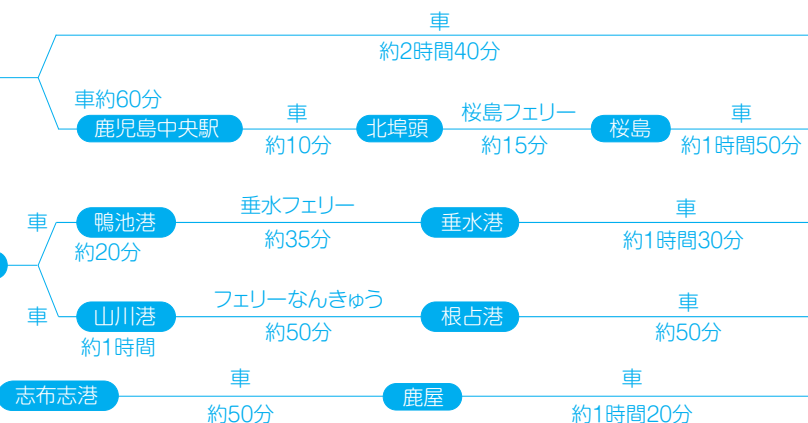 車
約2時間40分
車約60分
鹿児島中央駅
車
約10分
北埠頭
桜島フェリー
約15分
桜島
車
約1時間50分
車
鴨池港
約20分
垂水フェリー
約35分
垂水港
車
約1時間30分
車
山川港
約1時間
フェリーなんきゅう
約50分
根占港
車
約50分
志布志港
車
約50分
鹿屋
車
約1時間20分